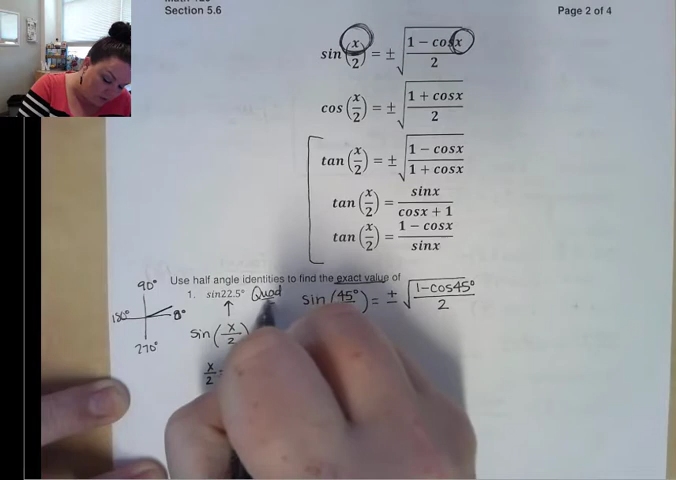 Section 5.6
Page 2 of 4
sin(x/2) = ± √((1 − cosx)/2)
cos(x/2) = ± √((1 + cosx)/2)
tan(x/2) = ± √((1 − cosx)/(1 + cosx))
tan(x/2) = sinx/(cosx + 1)
tan(x/2) = (1 − cosx)/sinx
Use half angle identities to find the exact value of
1. sin22.5° Quad
90°
180° 0°
270°
sin(x/2)
x/2 =
sin(45° = ± √((1−cos45°)/2)